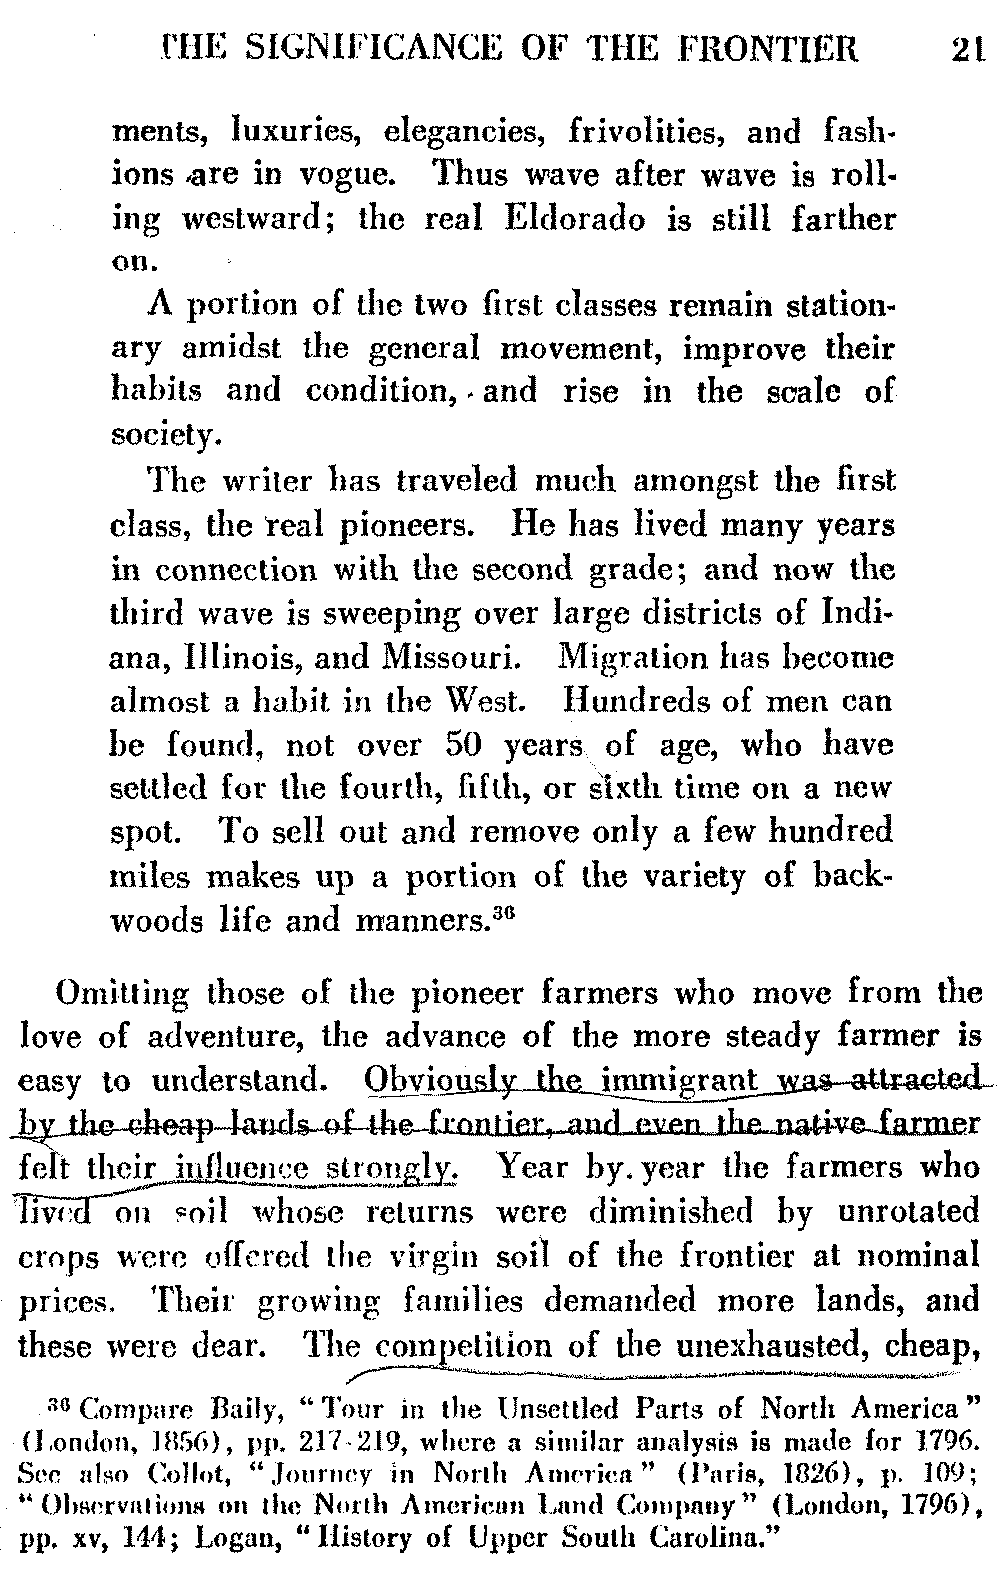 THE SIGNIFICANCE OF THE FRONTIER 21
ments, luxuries, elegancies, frivolities, and fash-
ions are in vogue. Thus wave after wave is roll-
ing westward; the real Eldorado is still farther
on.
A portion of the two first classes remain station-
ary amidst the general movement, improve their
habits and condition, and rise in the scale of
society.
The writer has traveled much amongst the first
class, the real pioneers. He has lived many years
in connection with the second grade; and now the
third wave is sweeping over large districts of Indi-
ana, Illinois, and Missouri. Migration has become
almost a habit in the West. Hundreds of men can
be found, not over 50 years of age, who have
settled for the fourth, fifth, or sixth time on a new
spot. To sell out and remove only a few hundred
miles makes up a portion of the variety of back-
woods life and manners.36
Omitting those of the pioneer farmers who move from the
love of adventure, the advance of the more steady farmer is
easy to understand. Obviously the immigrant was attracted
by the cheap lands of the frontier, and even the native farmer
felt their influence strongly. Year by year the farmers who
lived on soil whose returns were diminished by unrotated
crops were offered the virgin soil of the frontier at nominal
prices. Their growing families demanded more lands, and
these were dear. The competition of the unexhausted, cheap,
36 Compare Baily, "Tour in the Unsettled Parts of North America"
(London, 1856), pp. 217-219, where a similar analysis is made for 1796.
See also Collot, "Journey in North America" (Paris, 1826), p. 109;
"Observations on the North American Land Company" (London, 1796),
pp. xv, 144; Logan, "History of Upper South Carolina."